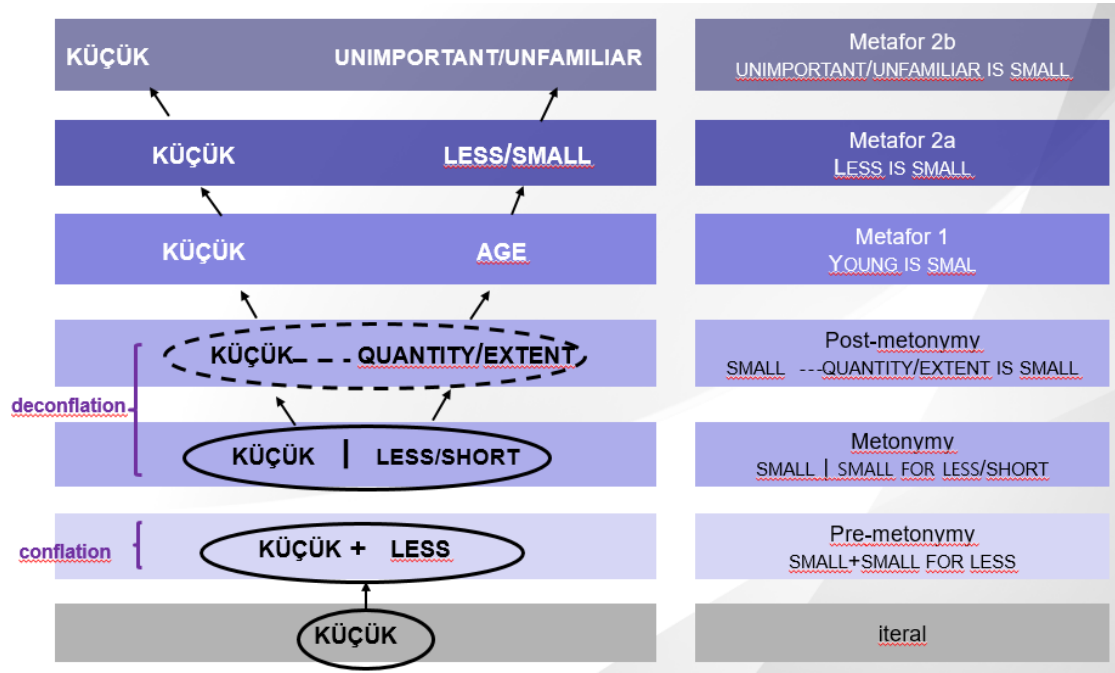 KÜÇÜK UNIMPORTANT/UNFAMILIAR
Metafor 2b
UNIMPORTANT/UNFAMILIAR IS SMALL
KÜÇÜK LESS/SMALL
Metafor 2a
LESS IS SMALL
KÜÇÜK AGE
Metafor 1
YOUNG IS SMAL
KÜÇÜK_ _ _ QUANTITY/EXTENT
Post-metonymy
SMALL ---QUANTITY/EXTENT IS SMALL
deconflation
KÜÇÜK | LESS/SHORT
Metonymy
SMALL | SMALL FOR LESS/SHORT
conflation
KÜÇÜK + LESS
Pre-metonymy
SMALL+SMALL FOR LESS
KÜÇÜK
iteral